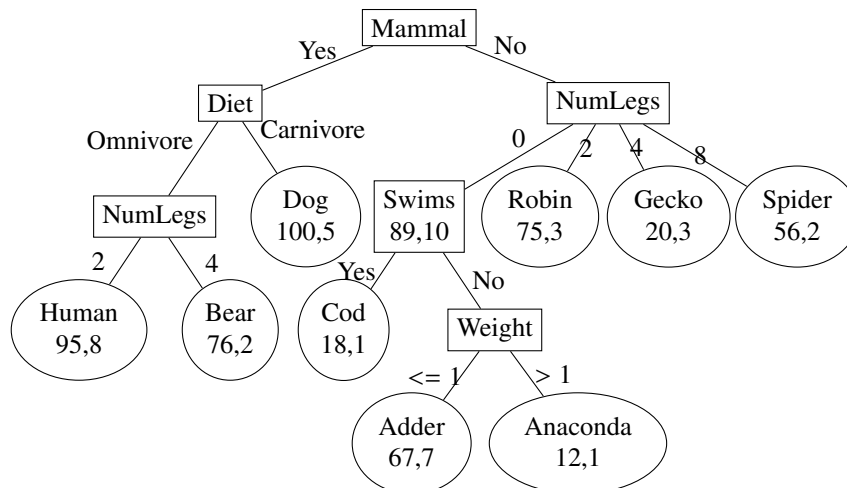 Mammal
Yes
No
Diet
NumLegs
Omnivore
Carnivore
0
2
4
8
NumLegs
Dog
100,5
Swims
89,10
Robin
75,3
Gecko
20,3
Spider
56,2
2
4
Yes
No
Human
95,8
Bear
76,2
Cod
18,1
Weight
<= 1
> 1
Adder
67,7
Anaconda
12,1